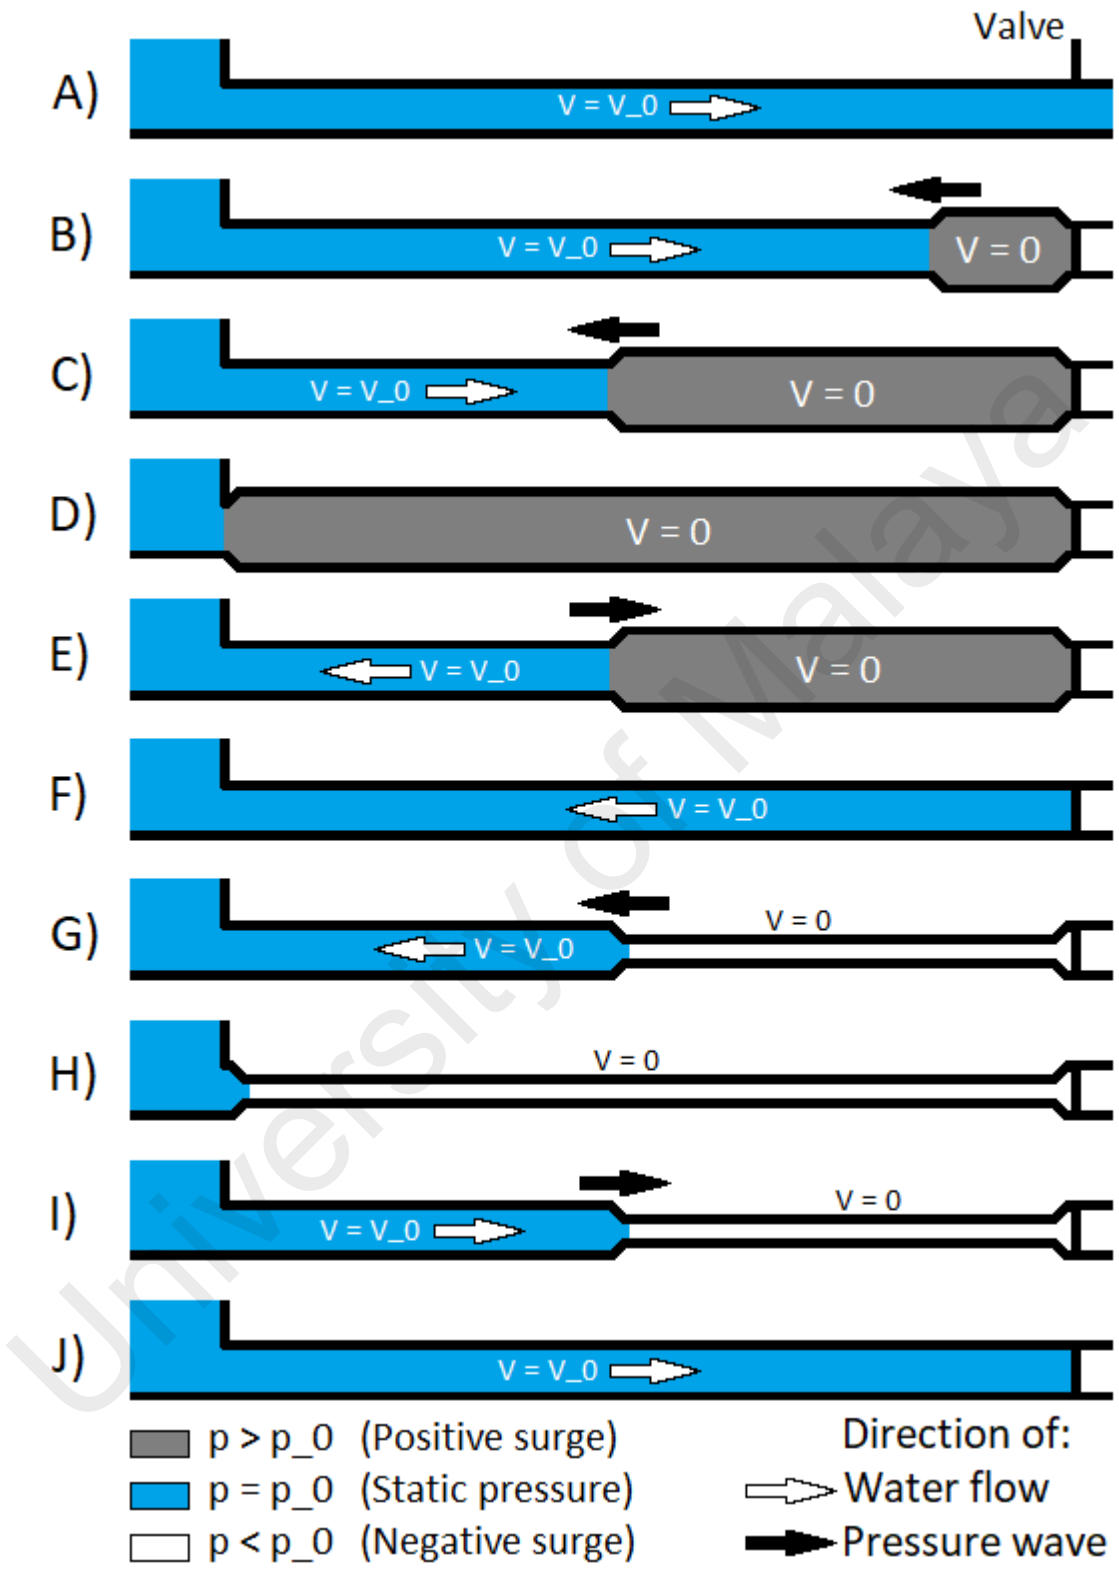 Valve
A) V = V_0
B) V = V_0 V = 0
C) V = V_0 V = 0
D) V = 0
E) V = V_0 V = 0
F) V = V_0
G) V = V_0 V = 0
H) V = 0
I) V = V_0 V = 0
J) V = V_0
p > p_0 (Positive surge)
p = p_0 (Static pressure)
p < p_0 (Negative surge)
Direction of:
Water flow
Pressure wave
University of Malaya